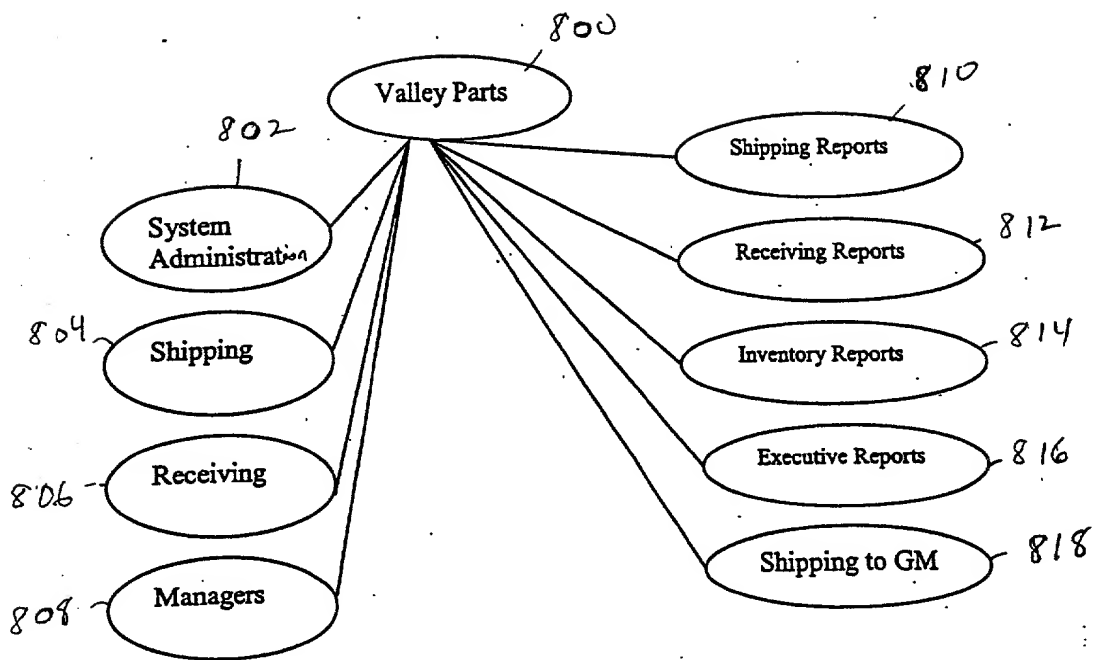 800
Valley Parts
810
802
Shipping Reports
System
Administration
812
Receiving Reports
804
Shipping
814
Inventory Reports
Receiving
806
Executive Reports
816
Shipping to GM
818
Managers
808